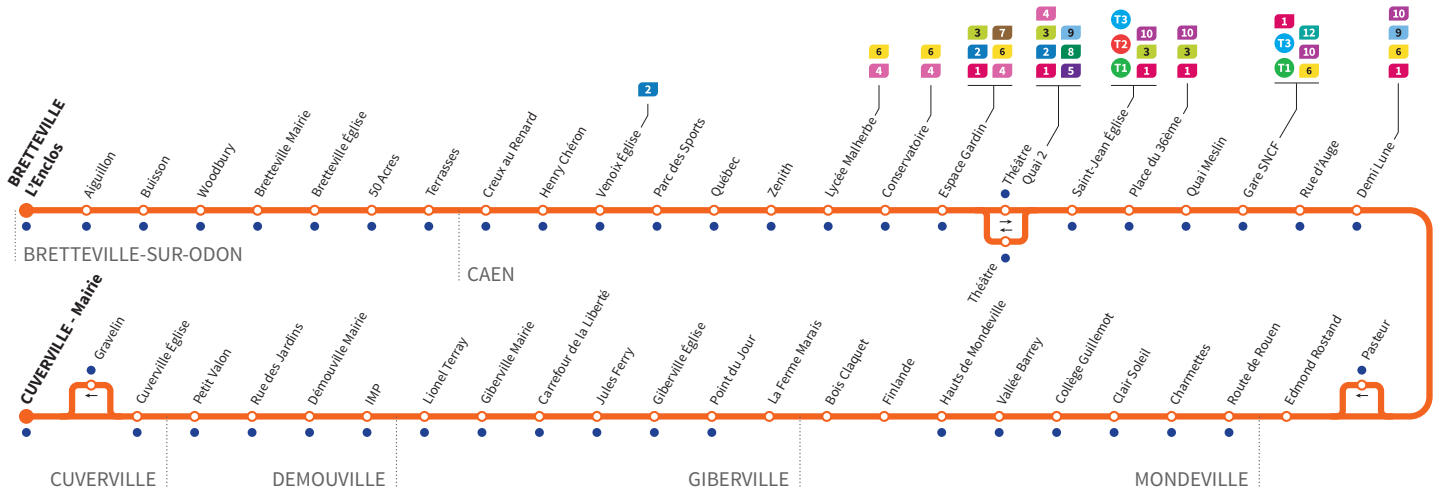 4
10
T3
10
1
6
6
3
7
3
9
T2
10
10
T3
12
9
4
4
2
6
2
8
T1
3
3
T1
10
6
2
1
4
1
5
1
1
6
1
BRETTEVILLE
L'Enclos
Aiguillon
Buisson
Woodbury
Bretteville Mairie
Bretteville Église
50 Acres
Terrasses
Creux au Renard
Henry Chéron
Venoix Église
Parc des Sports
Québec
Zenith
Lycée Malherbe
Conservatoire
Espace Gardin
Théâtre
Quai 2
Saint-Jean Église
Place du 36ème
Quai Meslin
Gare SNCF
Rue d'Auge
Demi Lune
BRETTEVILLE-SUR-ODON
CAEN
Théâtre
CUVERVILLE - Mairie
Gravelin
Cuverville Église
Petit Valon
Rue des Jardins
Démouville Mairie
IMP
Lionel Terray
Giberville Mairie
Carrefour de la Liberté
Jules Ferry
Giberville Église
Point du Jour
La Ferme Marais
Bois Claquet
Finlande
Hauts de Mondeville
Vallée Barrey
Collège Guillemot
Clair Soleil
Charmettes
Route de Rouen
Edmond Rostand
Pasteur
CUVERVILLE
DEMOUVILLE
GIBERVILLE
MONDEVILLE